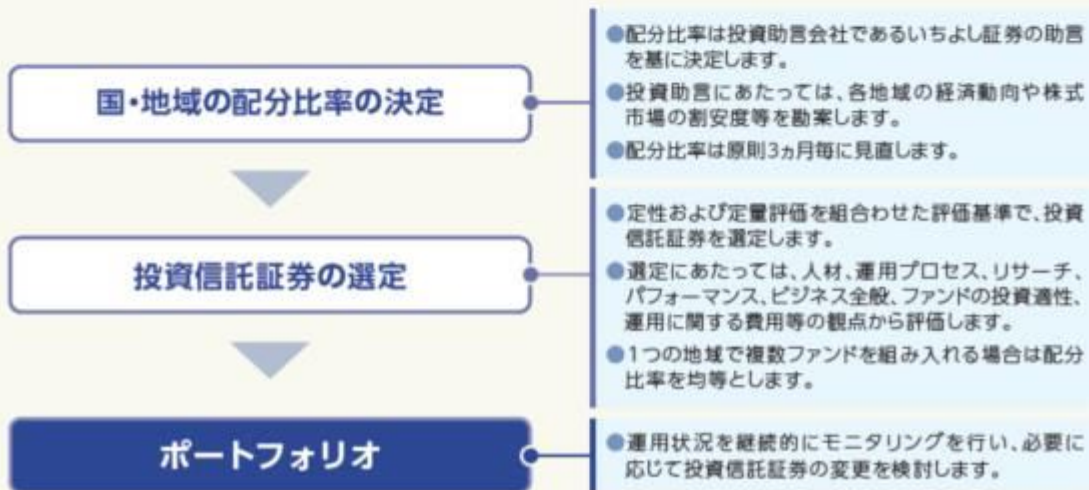 国・地域の配分比率の決定
●配分比率は投資助言会社であるいちよし証券の助言
を基に決定します。
●投資助言にあたっては、各地域の経済動向や株式
市場の割安度等を勘案します。
●配分比率は原則3ヵ月毎に見直します。
投資信託証券の選定
●定性および定量評価を組合わせた評価基準で、投資
信託証券を選定します。
●選定にあたっては、人材、運用プロセス、リサーチ、
パフォーマンス、ビジネス全般、ファンドの投資適性、
運用に関する費用等の観点から評価します。
●1つの地域で複数ファンドを組み入れる場合は配分
比率を均等とします。
ポートフォリオ
●運用状況を継続的にモニタリングを行い、必要に
応じて投資信託証券の変更を検討します。